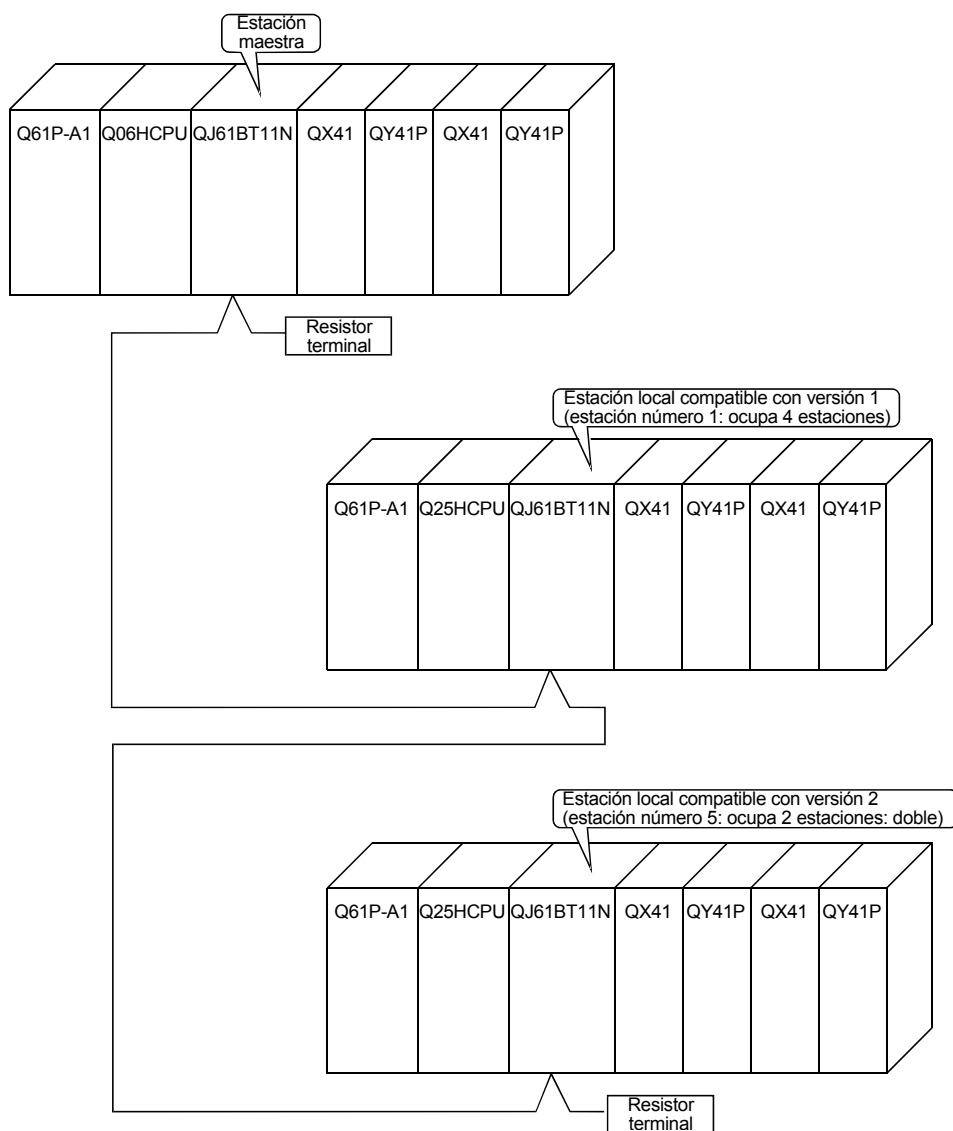 Estación
maestra
Q61P-A1 Q06HCPU QJ61BT11N QX41 QY41P QX41 QY41P
Resistor
terminal
Estación local compatible con versión 1
(estación número 1: ocupa 4 estaciones)
Q61P-A1 Q25HCPU QJ61BT11N QX41 QY41P QX41 QY41P
Estación local compatible con versión 2
(estación número 5: ocupa 2 estaciones: doble)
Q61P-A1 Q25HCPU QJ61BT11N QX41 QY41P QX41 QY41P
Resistor
terminal